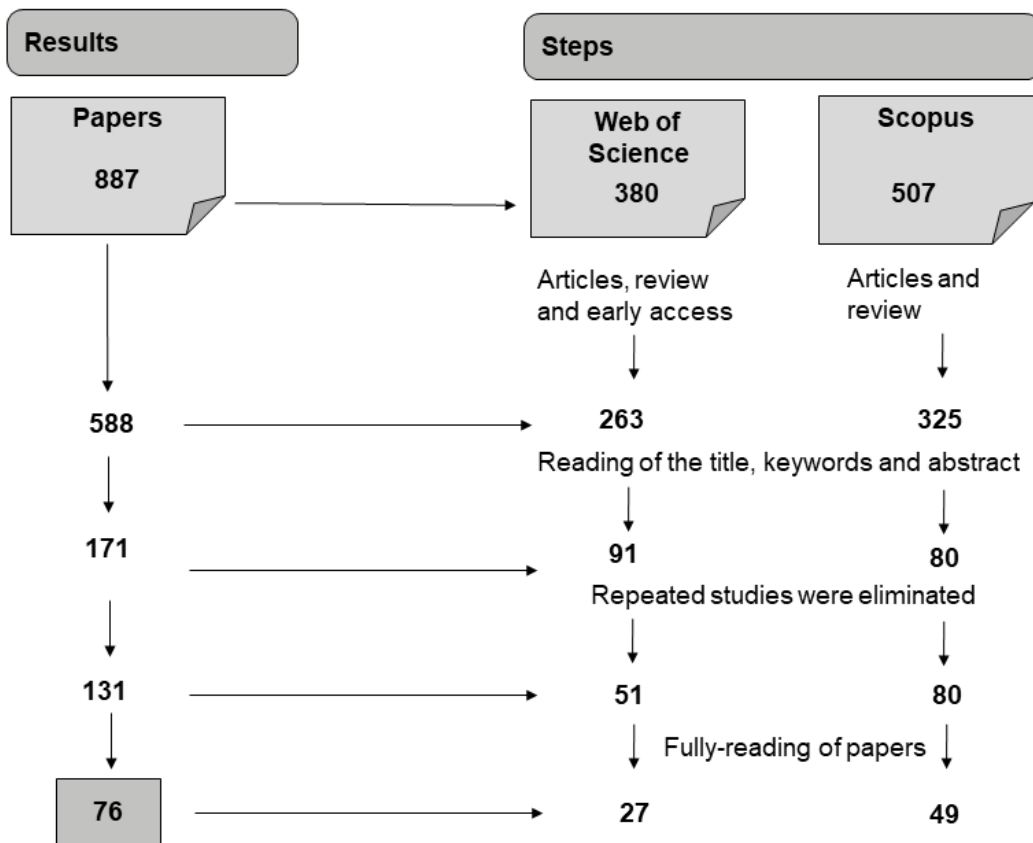 Results
Steps
Papers
887
Web of
Science
380
Scopus
507
Articles, review
and early access
Articles and
review
588
263
325
Reading of the title, keywords and abstract
171
91
80
Repeated studies were eliminated
131
51
80
Fully-reading of papers
76
27
49